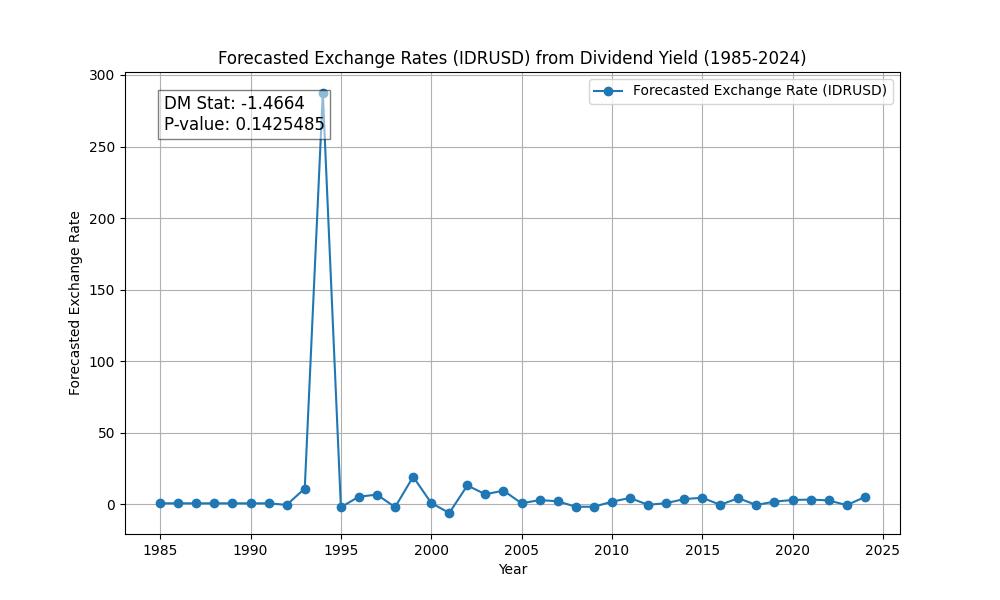 Forecasted Exchange Rates (IDRUSD) from Dividend Yield (1985-2024)
DM Stat: -1.4664
P-value: 0.1425485
Forecasted Exchange Rate (IDRUSD)
Forecasted Exchange Rate
300
250
200
150
100
50
0
1985 1990 1995 2000 2005 2010 2015 2020 2025
Year